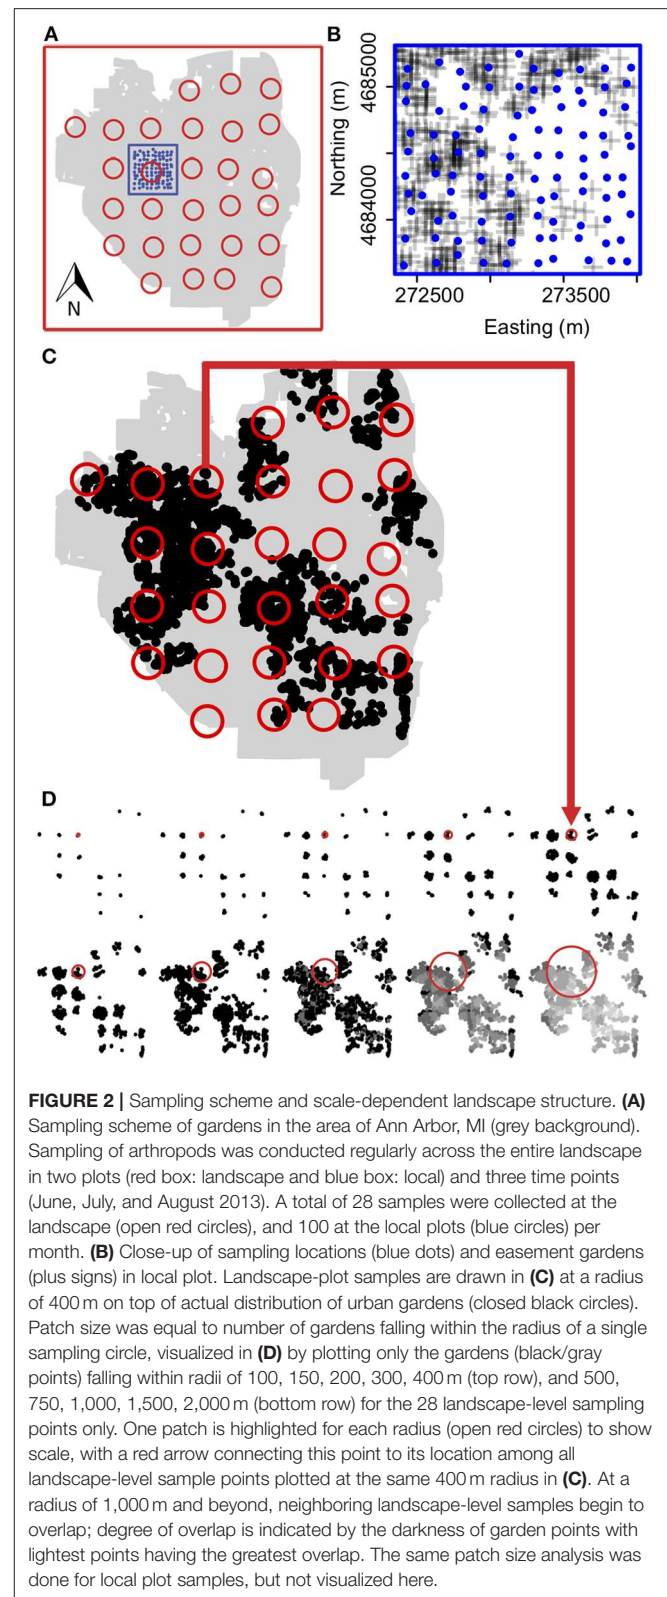 A
B
Northing (m)
4685000
4684000
N
272500
273500
Easting (m)
C
D
FIGURE 2 | Sampling scheme and scale-dependent landscape structure. (A)
Sampling scheme of gardens in the area of Ann Arbor, MI (grey background).
Sampling of arthropods was conducted regularly across the entire landscape
in two plots (red box: landscape and blue box: local) and three time points
(June, July, and August 2013). A total of 28 samples were collected at the
landscape (open red circles), and 100 at the local plots (blue circles) per
month. (B) Close-up of sampling locations (blue dots) and easement gardens
(plus signs) in local plot. Landscape-plot samples are drawn in (C) at a radius
of 400 m on top of actual distribution of urban gardens (closed black circles).
Patch size was equal to number of gardens falling within the radius of a single
sampling circle, visualized in (D) by plotting only the gardens (black/gray
points) falling within radii of 100, 150, 200, 300, 400 m (top row), and 500,
750, 1,000, 1,500, 2,000 m (bottom row) for the 28 landscape-level sampling
points only. One patch is highlighted for each radius (open red circles) to show
scale, with a red arrow connecting this point to its location among all
landscape-level sample points plotted at the same 400 m radius in (C). At a
radius of 1,000 m and beyond, neighboring landscape-level samples begin to
overlap; degree of overlap is indicated by the darkness of garden points with
lightest points having the greatest overlap. The same patch size analysis was
done for local plot samples, but not visualized here.